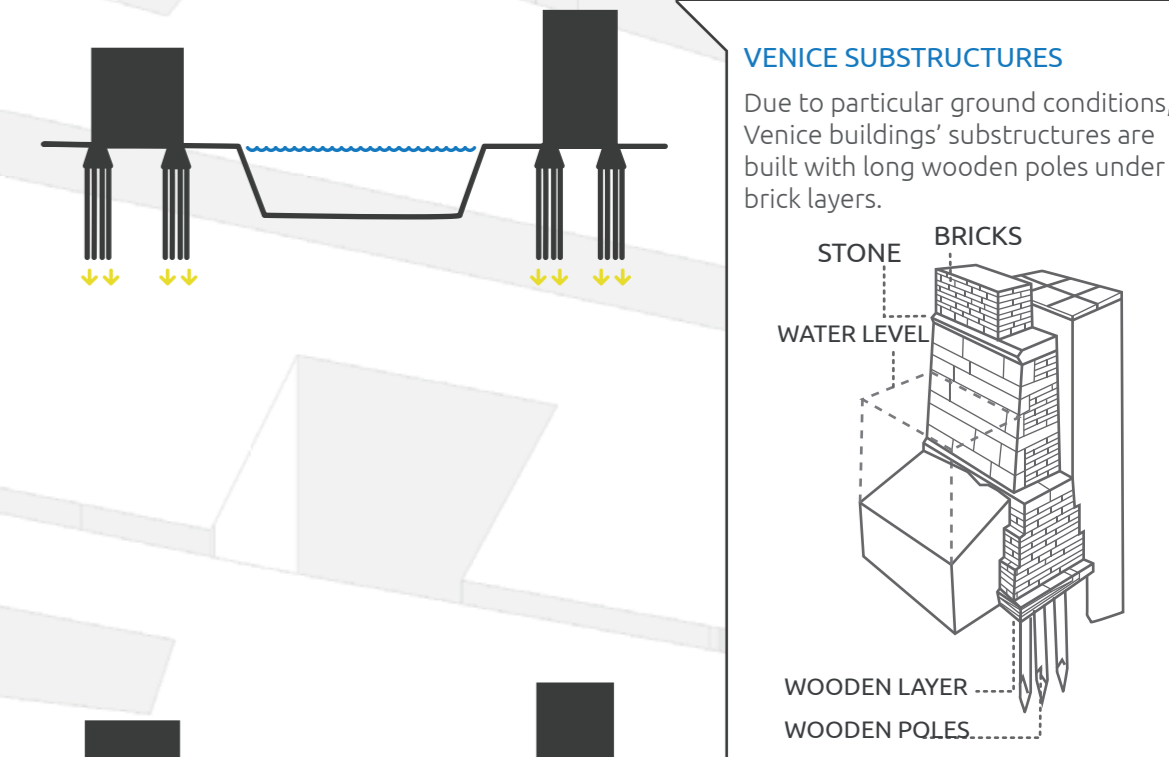 VENICE SUBSTRUCTURES
Due to particular ground conditions,
Venice buildings’ substructures are
built with long wooden poles under
brick layers.
BRICKS
STONE
WATER LEVEL
WOODEN LAYER
WOODEN POLES